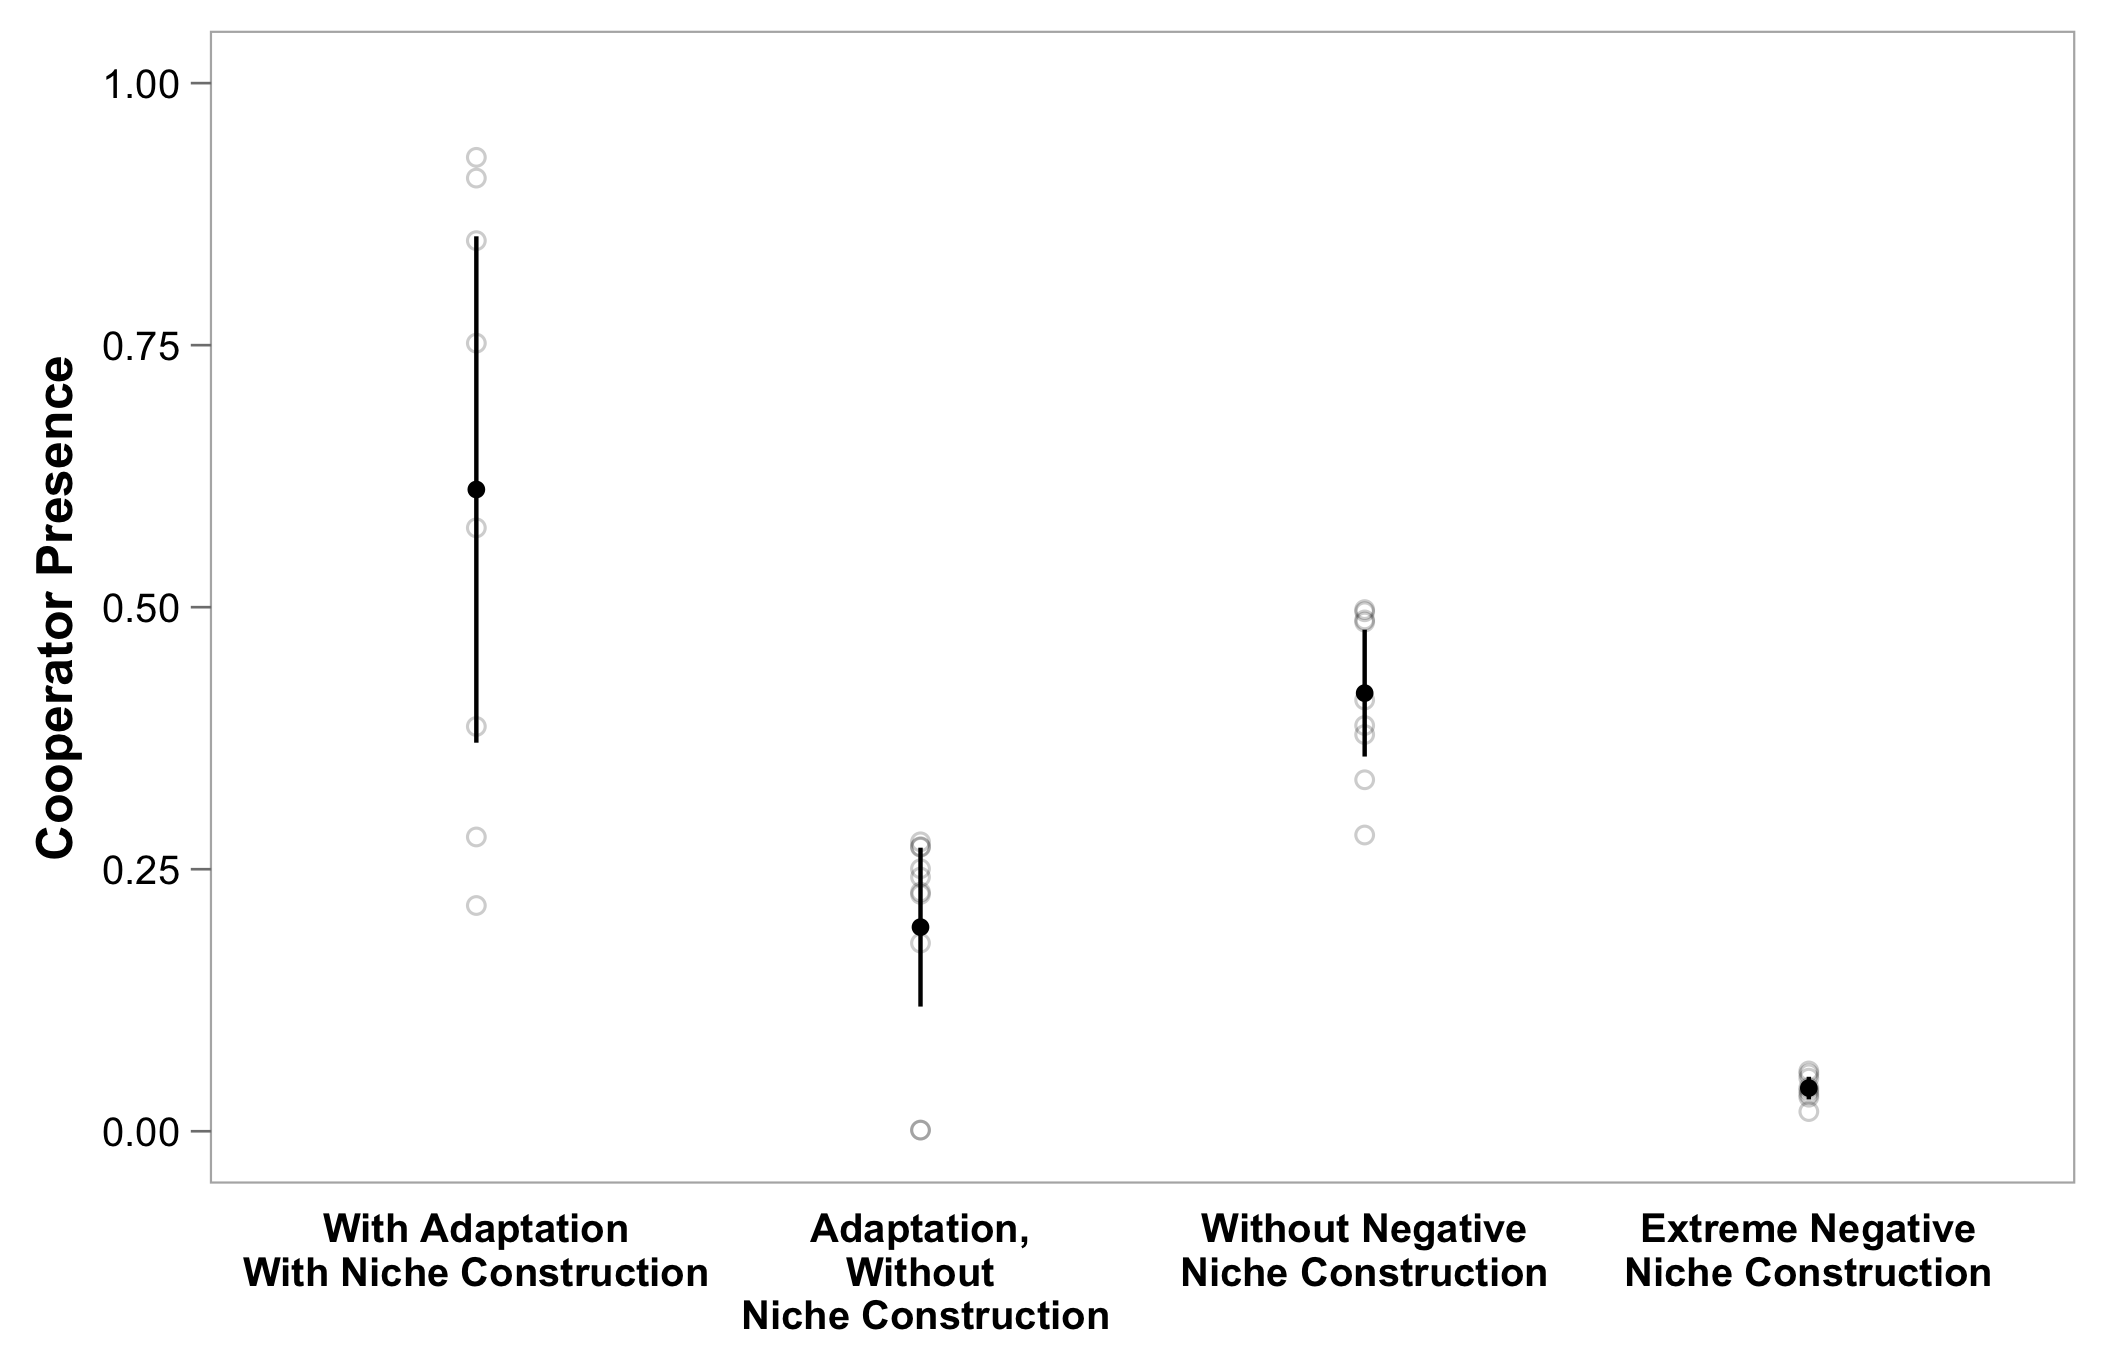 Cooperator Presence
1.00
0.75
0.50
0.25
0.00
With Adaptation
With Niche Construction
Adaptation,
Without
Niche Construction
Without Negative
Niche Construction
Extreme Negative
Niche Construction